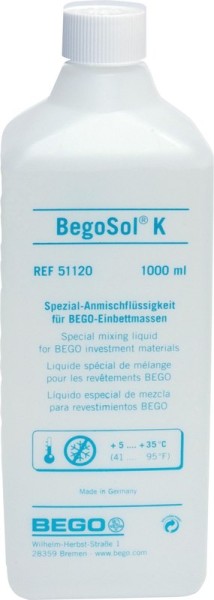 BegoSol® K
REF 51120 1000 ml
Spezial-Anmischflüssigkeit
für BEGO-Einbettmassen
Special mixing liquid
for BEGO investment materials
Liquide spécial de mélange
pour les revêtements BEGO
Líquido especial de mezcla
para revestimientos BEGO
+ 5 .... +35°C
(41 .... 95°F)
Made in Germany
BEGO
Wilhelm-Herbst-Straße 1
28359 Bremen www.bego.com